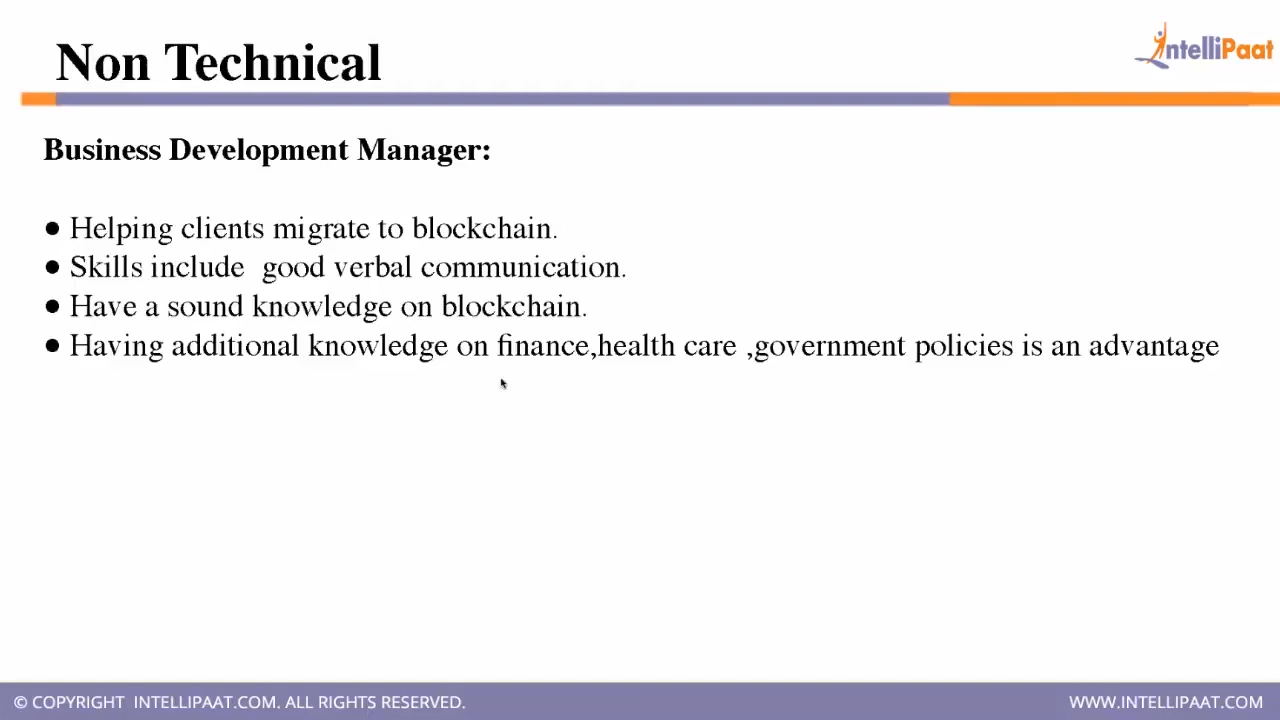 Non Technical
IntelliPaat
Business Development Manager:
● Helping clients migrate to blockchain.
● Skills include  good verbal communication.
● Have a sound knowledge on blockchain.
● Having additional knowledge on finance,health care ,government policies is an advantage
© COPYRIGHT  INTELLIPAAT.COM. ALL RIGHTS RESERVED.
WWW.INTELLIPAAT.COM